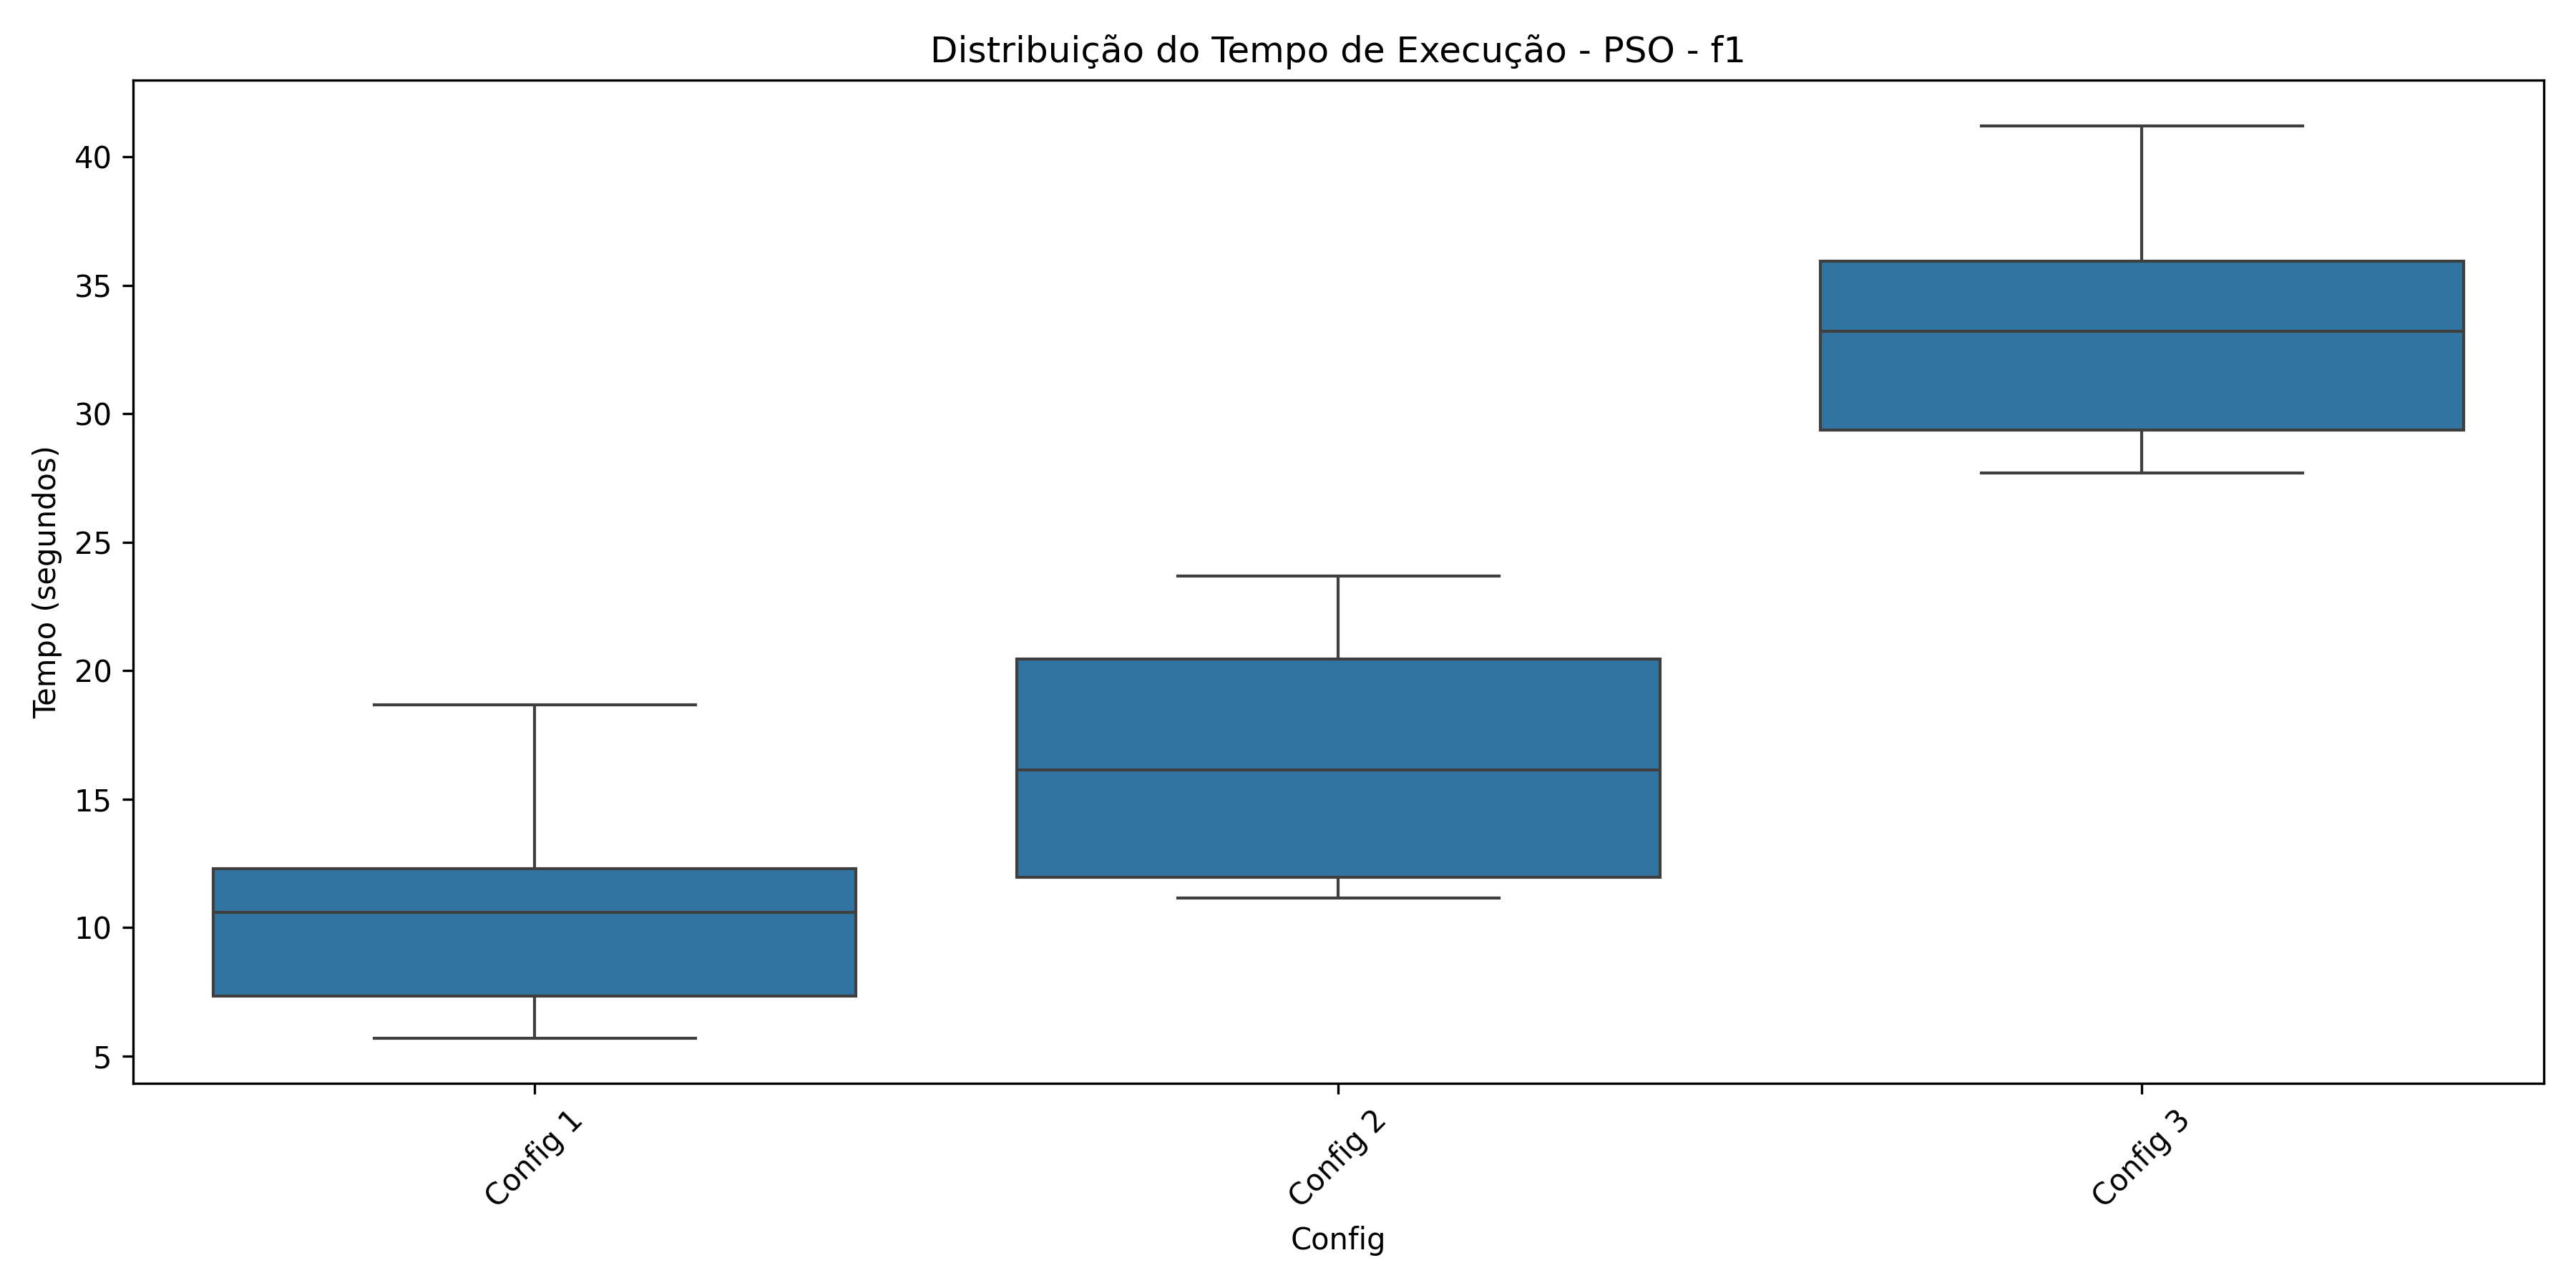 Distribuição do Tempo de Execução - PSO - f1
Tempo (segundos)
40
35
30
25
20
15
10
5
Config 1
Config 2
Config 3
Config